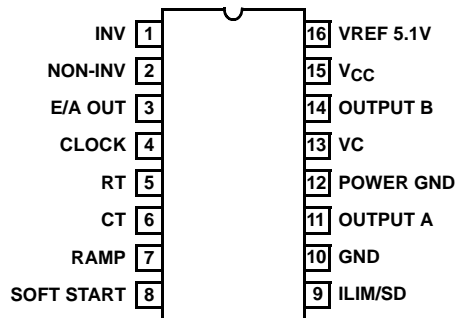 INV 1 16 VREF 5.1V
NON-INV 2 15 VCC
E/A OUT 3 14 OUTPUT B
CLOCK 4 13 VC
RT 5 12 POWER GND
CT 6 11 OUTPUT A
RAMP 7 10 GND
SOFT START 8 9 ILIM/SD